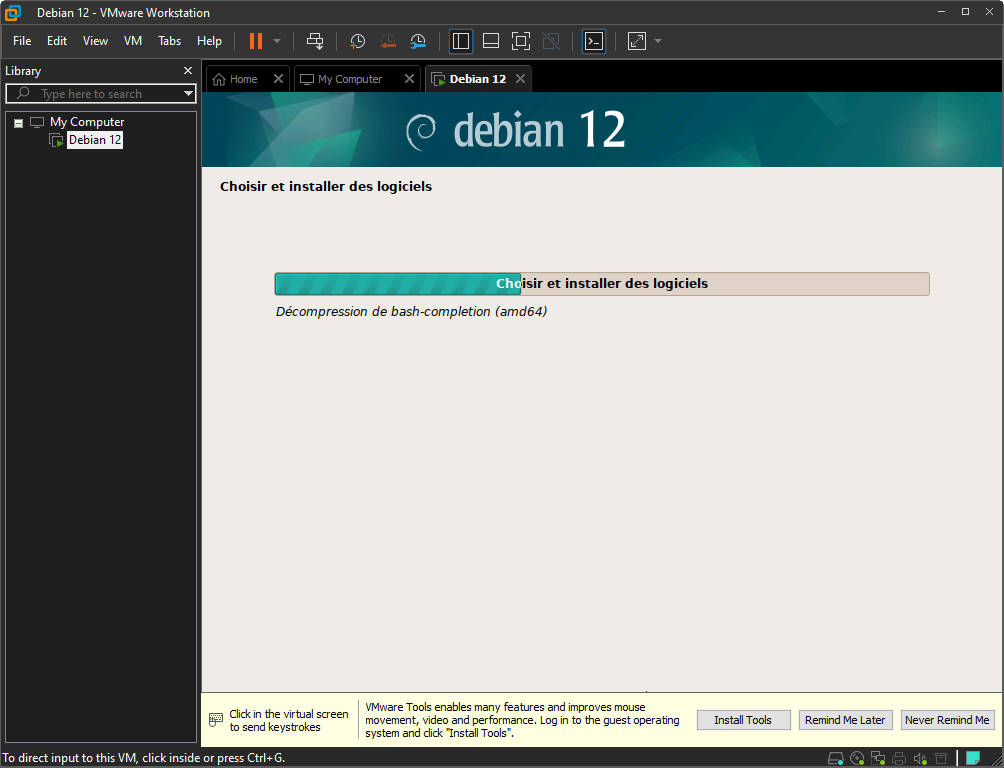 Debian 12 - VMware Workstation
File Edit View VM Tabs Help
Library
Type here to search
My Computer
Debian 12
Home
My Computer
Debian 12
debian 12
Choisir et installer des logiciels
Choisir et installer des logiciels
Décompression de bash-completion (amd64)
Click in the virtual screen
to send keystrokes
VMware Tools enables many features and improves mouse
movement, video and performance. Log in to the guest operating
system and click "Install Tools".
Install Tools
Remind Me Later
Never Remind Me
To direct input to this VM, click inside or press Ctrl+G.